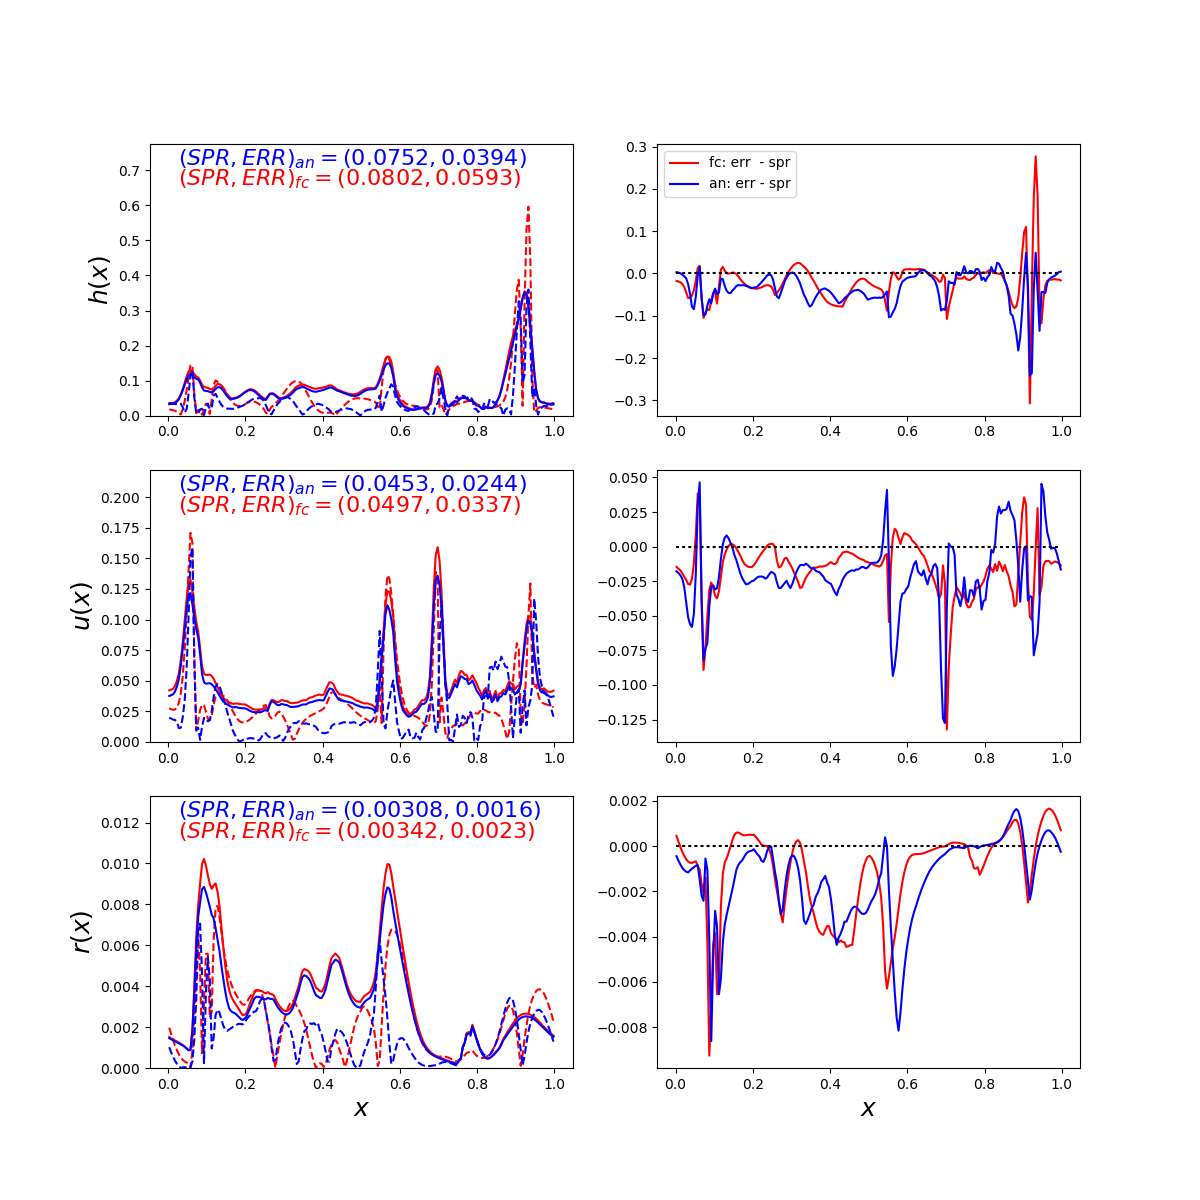 (SPR, ERR)an = (0.0752, 0.0394)
(SPR, ERR)fc = (0.0802, 0.0593)
h(x)
0.7
0.6
0.5
0.4
0.3
0.2
0.1
0.0
0.0 0.2 0.4 0.6 0.8 1.0
fc: err - spr
an: err - spr
0.3
0.2
0.1
0.0
−0.1
−0.2
−0.3
0.0 0.2 0.4 0.6 0.8 1.0
(SPR, ERR)an = (0.0453, 0.0244)
(SPR, ERR)fc = (0.0497, 0.0337)
u(x)
0.200
0.175
0.150
0.125
0.100
0.075
0.050
0.025
0.000
0.0 0.2 0.4 0.6 0.8 1.0
0.050
0.025
0.000
−0.025
−0.050
−0.075
−0.100
−0.125
0.0 0.2 0.4 0.6 0.8 1.0
(SPR, ERR)an = (0.00308, 0.0016)
(SPR, ERR)fc = (0.00342, 0.0023)
r(x)
0.012
0.010
0.008
0.006
0.004
0.002
0.000
0.0 0.2 0.4 0.6 0.8 1.0
x
0.002
0.000
−0.002
−0.004
−0.006
−0.008
0.0 0.2 0.4 0.6 0.8 1.0
x